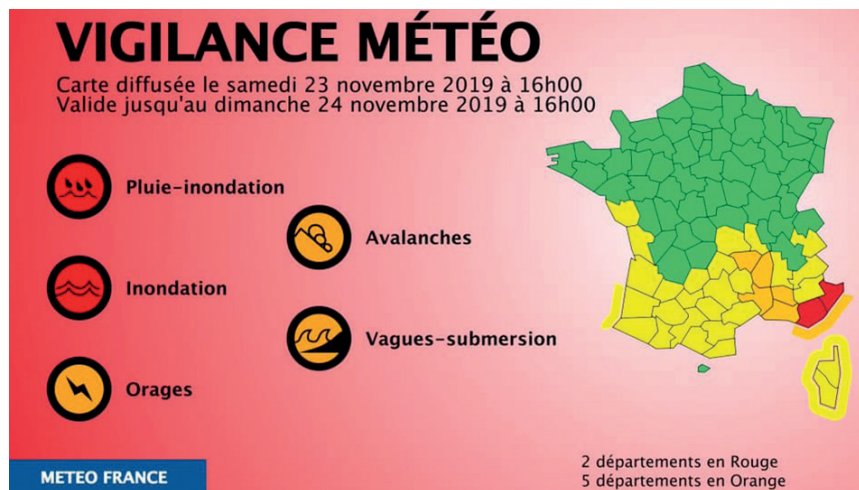 VIGILANCE MÉTÉO
Carte diffusée le samedi 23 novembre 2019 à 16h00
Valide jusqu'au dimanche 24 novembre 2019 à 16h00
Pluie-inondation
Avalanches
Inondation
Vagues-submersion
Orages
2 départements en Rouge
5 départements en Orange
METEO FRANCE